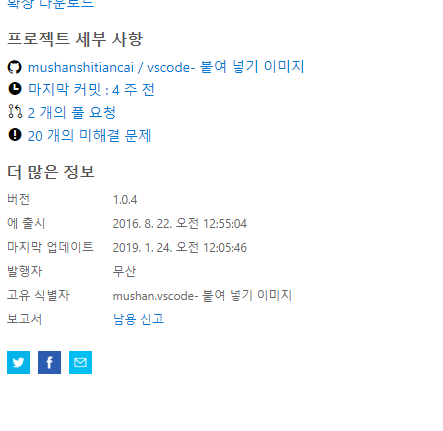 확장 다운로드
프로젝트 세부 사항
mushanshitiancai / vscode- 붙여 넣기 이미지
마지막 커밋 : 4 주 전
2 개의 풀 요청
20 개의 미해결 문제
더 많은 정보
버전 1.0.4
에 출시 2016. 8. 22. 오전 12:55:04
마지막 업데이트 2019. 1. 24. 오전 12:05:46
발행자 무산
고유 식별자 mushan.vscode- 붙여 넣기 이미지
보고서 남용 신고